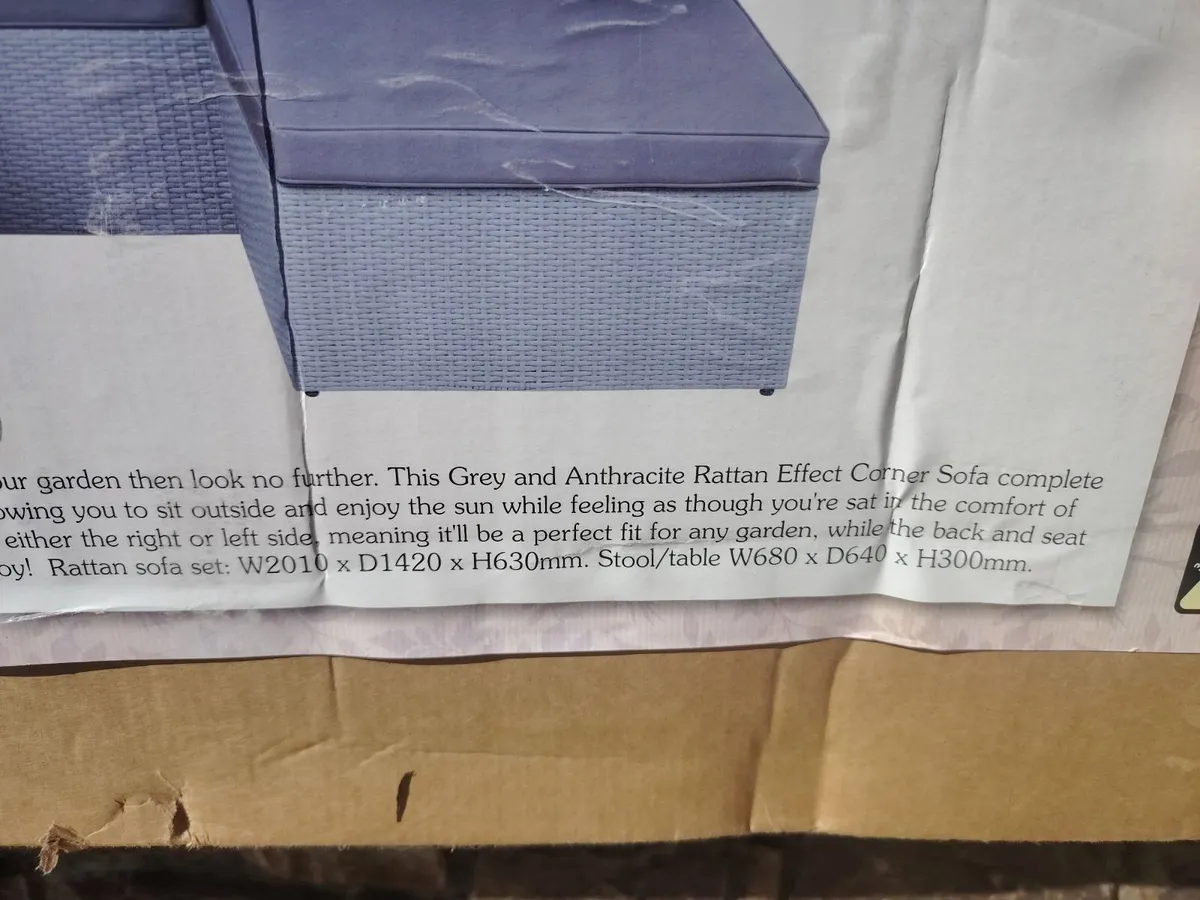 ur garden then look no further. This Grey and Anthracite Rattan Effect Corner Sofa complete
owing you to sit outside and enjoy the sun while feeling as though you're sat in the comfort of
either the right or left side, meaning it'll be a perfect fit for any garden, while the back and seat
oy! Rattan sofa set: W2010 x D1420 x H630mm. Stool/table W680 x D640 x H300mm.